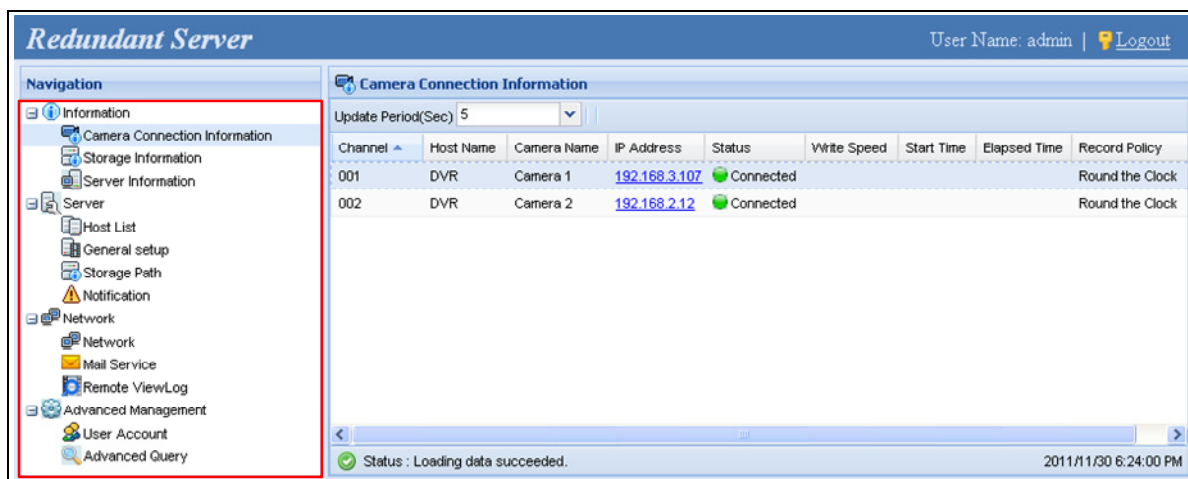 Redundant Server
User Name: admin | Logout
Navigation
Information
Camera Connection Information
Storage Information
Server Information
Server
Host List
General setup
Storage Path
Notification
Network
Network
Mail Service
Remote ViewLog
Advanced Management
User Account
Advanced Query
Camera Connection Information
Update Period(Sec) 5
Channel Host Name Camera Name IP Address Status Write Speed Start Time Elapsed Time Record Policy
001 DVR Camera 1 192.168.3.107 Connected Round the Clock
002 DVR Camera 2 192.168.2.12 Connected Round the Clock
Status : Loading data succeeded. 2011/11/30 6:24:00 PM